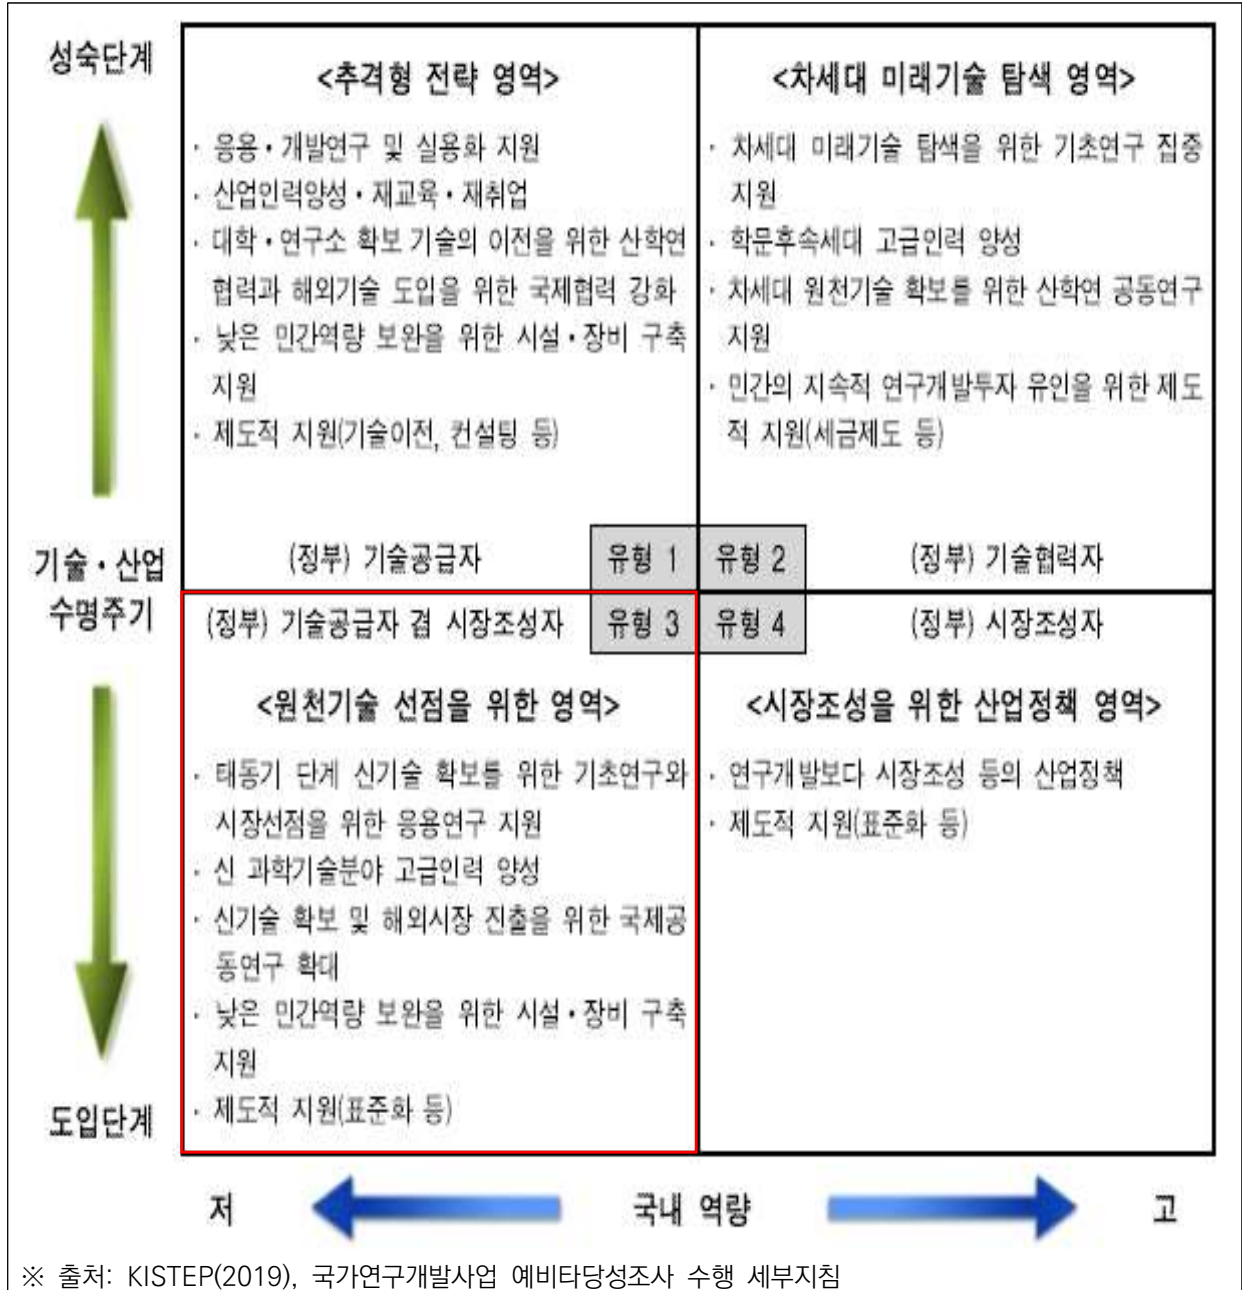 성숙단계
<추격형 전략 영역>
· 응용·개발연구 및 실용화 지원
· 산업인력양성·재교육·재취업
· 대학·연구소 확보 기술의 이전을 위한 산학연
협력과 해외기술 도입을 위한 국제협력 강화
· 낮은 민간역량 보완을 위한 시설·장비 구축
지원
· 제도적 지원(기술이전, 컨설팅 등)
(정부) 기술공급자
유형 1
<차세대 미래기술 탐색 영역>
· 차세대 미래기술 탐색을 위한 기초연구 집중
지원
· 학문후속세대 고급인력 양성
· 차세대 원천기술 확보를 위한 산학연 공동연구
지원
· 민간의 지속적 연구개발투자 유인을 위한 제도
적 지원(세금제도 등)
유형 2
(정부) 기술협력자
기술·산업
수명주기
(정부) 기술공급자 겸 시장조성자
유형 3
<원천기술 선점을 위한 영역>
· 태동기 단계 신기술 확보를 위한 기초연구와
시장선점을 위한 응용연구 지원
· 신 과학기술분야 고급인력 양성
· 신기술 확보 및 해외시장 진출을 위한 국제공
동연구 확대
· 낮은 민간역량 보완을 위한 시설·장비 구축
지원
· 제도적 지원(표준화 등)
유형 4
(정부) 시장조성자
<시장조성을 위한 산업정책 영역>
· 연구개발보다 시장조성 등의 산업정책
· 제도적 지원(표준화 등)
도입단계
저
국내 역량
고
※ 출처: KISTEP(2019), 국가연구개발사업 예비타당성조사 수행 세부지침